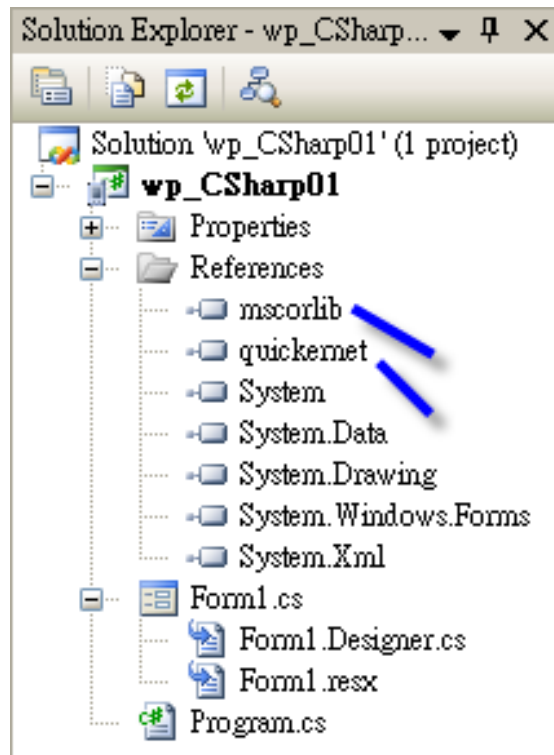 Solution Explorer - wp_CSharp...
Solution 'wp_CSharp01' (1 project)
wp_CSharp01
Properties
References
mscorlib
quickernet
System
System.Data
System.Drawing
System.Windows.Forms
System.Xml
Form1.cs
Form1.Designer.cs
Form1.resx
Program.cs